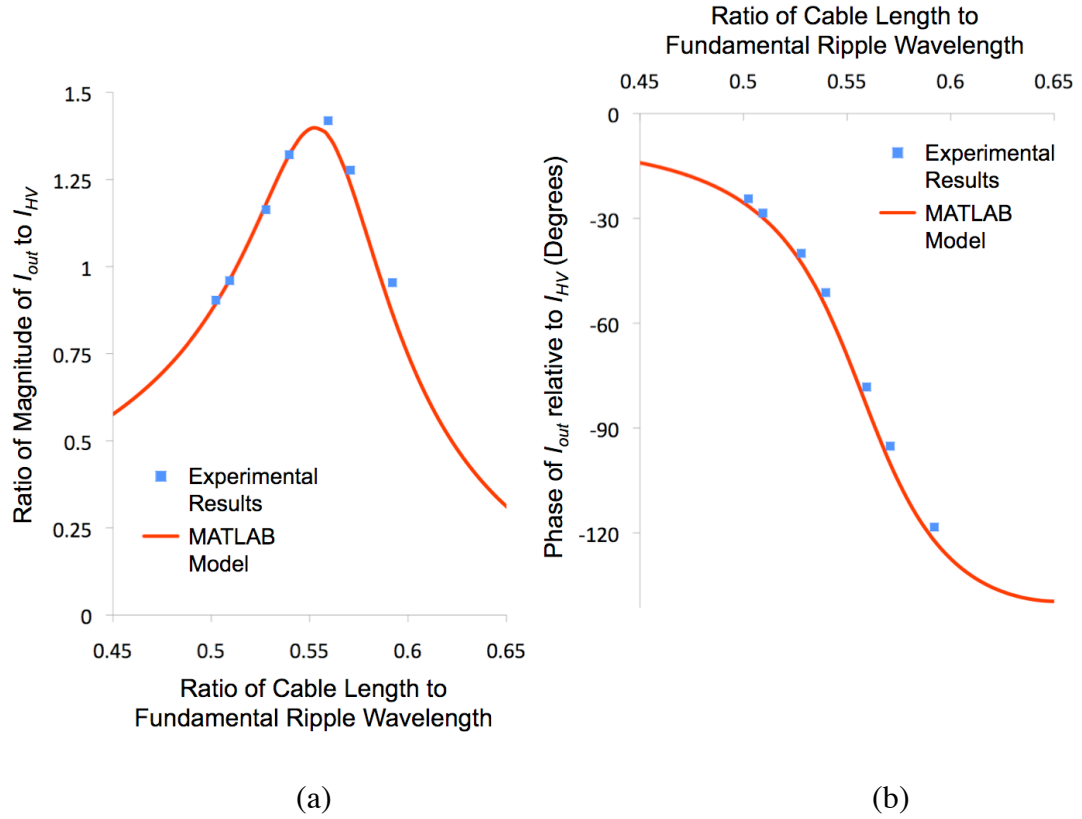 1.5
1.25
1
0.75
0.5
0.25
0
Ratio of Magnitude of Iout to IHV
Experimental
Results
MATLAB
Model
0.45 0.5 0.55 0.6 0.65
Ratio of Cable Length to
Fundamental Ripple Wavelength
(a)
Ratio of Cable Length to
Fundamental Ripple Wavelength
0.45 0.5 0.55 0.6 0.65
0
-30
-60
-90
-120
Phase of Iout relative to IHV (Degrees)
Experimental
Results
MATLAB
Model
(b)